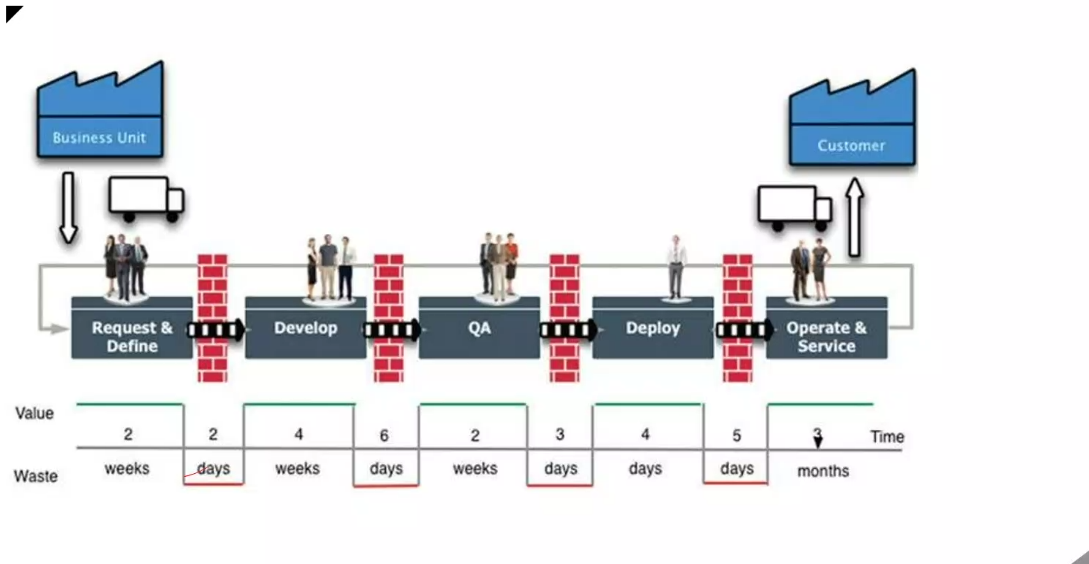 Business Unit
Customer
Request &
Define
Develop
QA
Deploy
Operate &
Service
Value
2 2 4 6 2 3 4 5 3 Time
Waste
weeks days weeks days weeks days days days months